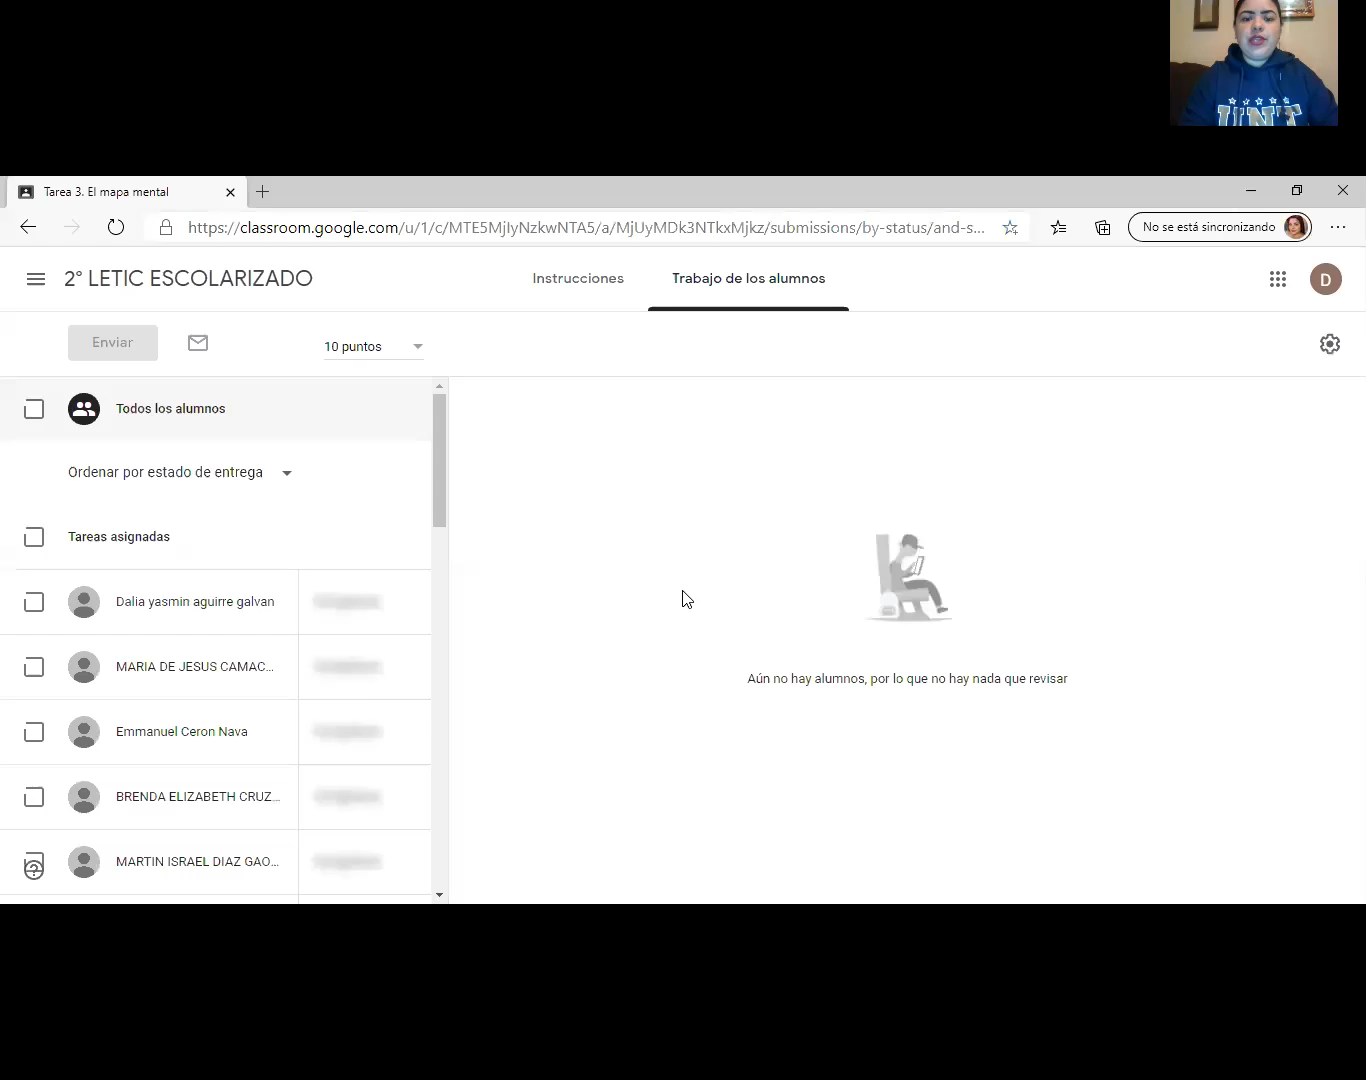 UNT
Tarea 3. El mapa mental
https://classroom.google.com/u/1/c/MTE5MjIyNzkwNTA5/a/MjUyMDk3NTkxMjkz/submissions/by-status/and-s...
No se está sincronizando
2° LETIC ESCOLARIZADO
Instrucciones
Trabajo de los alumnos
D
Enviar
10 puntos
Todos los alumnos
Ordenar por estado de entrega
Tareas asignadas
Dalia yasmin aguirre galvan
MARIA DE JESUS CAMAC...
Emmanuel Ceron Nava
BRENDA ELIZABETH CRUZ...
MARTIN ISRAEL DIAZ GAO...
Aún no hay alumnos, por lo que no hay nada que revisar